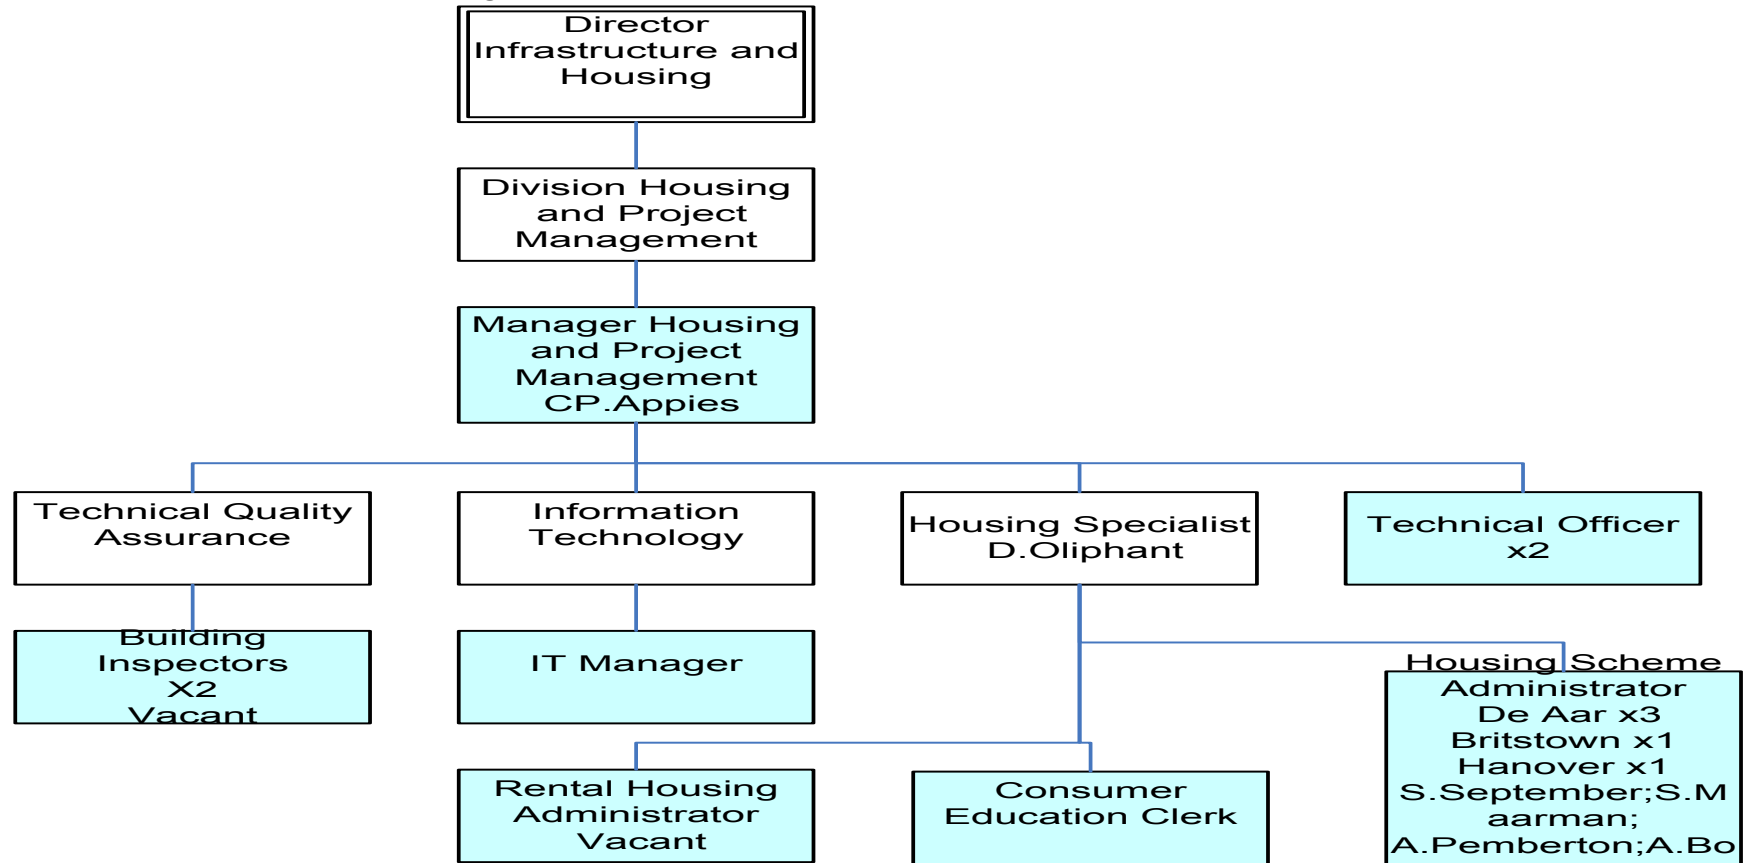 Director
Infrastructure and
Housing
Division Housing
and Project
Management
Manager Housing
and Project
Management
CP.Appies
Technical Quality
Assurance
Information
Technology
Housing Specialist
D.Oliphant
Technical Officer
x2
Building
Inspectors
X2
Vacant
IT Manager
Housing Scheme
Administrator
De Aar x3
Britstown x1
Hanover x1
S.September;S.M
aarman;
A.Pemberton;A.Bo
Rental Housing
Administrator
Vacant
Consumer
Education Clerk